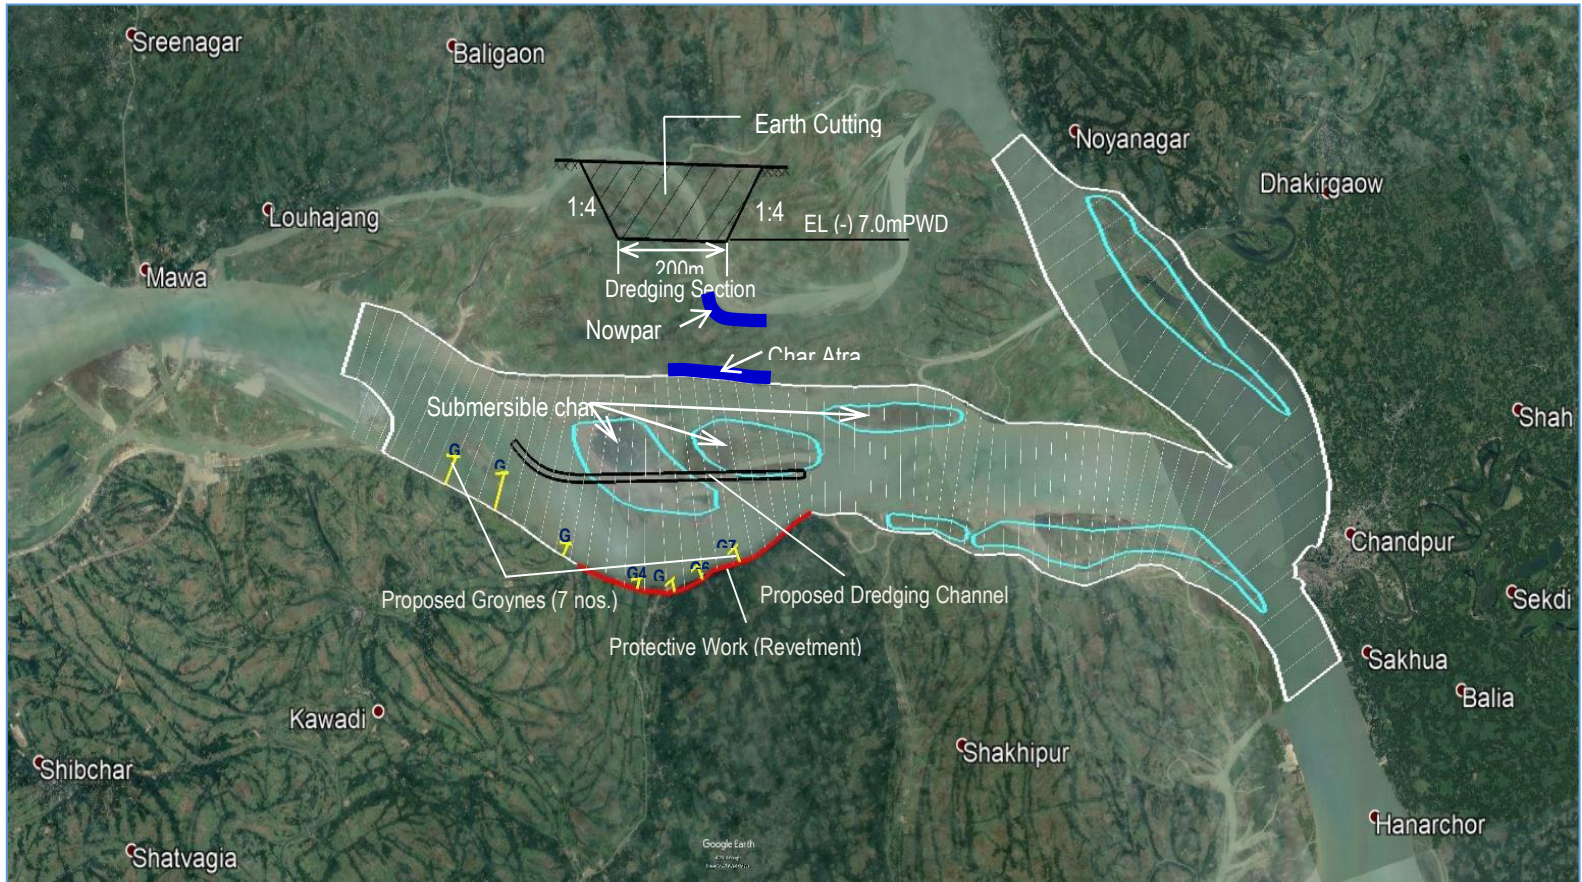 Sreenagar
Baligaon
Earth Cutting
Noyanagar
Dhakirgaow
1:4
1:4
EL (-) 7.0mPWD
Louhajang
200m
Mawa
Dredging Section
Nowpar
Char Atra
Submersible char
Shah
G
G
G
G7
G4
G
G6
Chandpur
Proposed Groynes (7 nos.)
Proposed Dredging Channel
Sekdi
Protective Work (Revetment)
Sakhua
Balia
Kawadi
Shakhipur
Shibchar
Hanarchor
Google Earth
Shatvagia